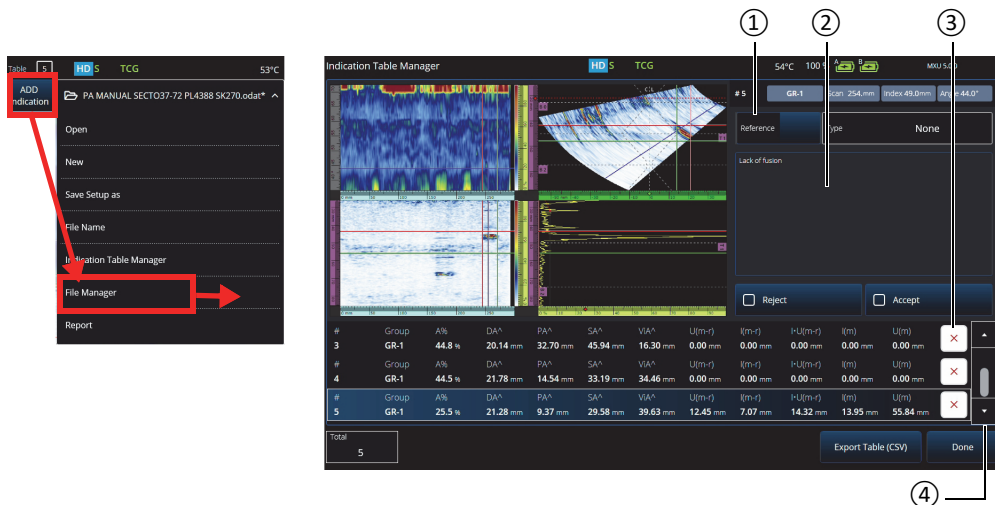 ① ② ③
Table 5 HD S TCG 53°C
ADD
Indication
PA MANUAL SECTO37-72 PL4388 SK270.odat*
Open
New
Save Setup as
File Name
Indication Table Manager
File Manager
Report
Indication Table Manager HD S TCG 54°C 100 % A B MXU 5.0.0
# 5 GR-1 Scan 254.mm Index 49.0mm Angle 44.0°
Reference Type None
Lack of fusion
Reject Accept
# Group A% DA^ PA^ SA^ ViA^ U(m-r) I(m-r) I-U(m-r) I(m) U(m)
3 GR-1 44.8 % 20.14 mm 32.70 mm 45.94 mm 16.30 mm 0.00 mm 0.00 mm 0.00 mm 0.00 mm 0.00 mm
# Group A% DA^ PA^ SA^ ViA^ U(m-r) I(m-r) I-U(m-r) I(m) U(m)
4 GR-1 44.5 % 21.78 mm 14.54 mm 33.19 mm 34.46 mm 0.00 mm 0.00 mm 0.00 mm 0.00 mm 0.00 mm
# Group A% DA^ PA^ SA^ ViA^ U(m-r) I(m-r) I-U(m-r) I(m) U(m)
5 GR-1 25.5 % 21.28 mm 9.37 mm 29.58 mm 39.63 mm 12.45 mm 7.07 mm 14.32 mm 13.95 mm 55.84 mm
Total
5
Export Table (CSV) Done
④